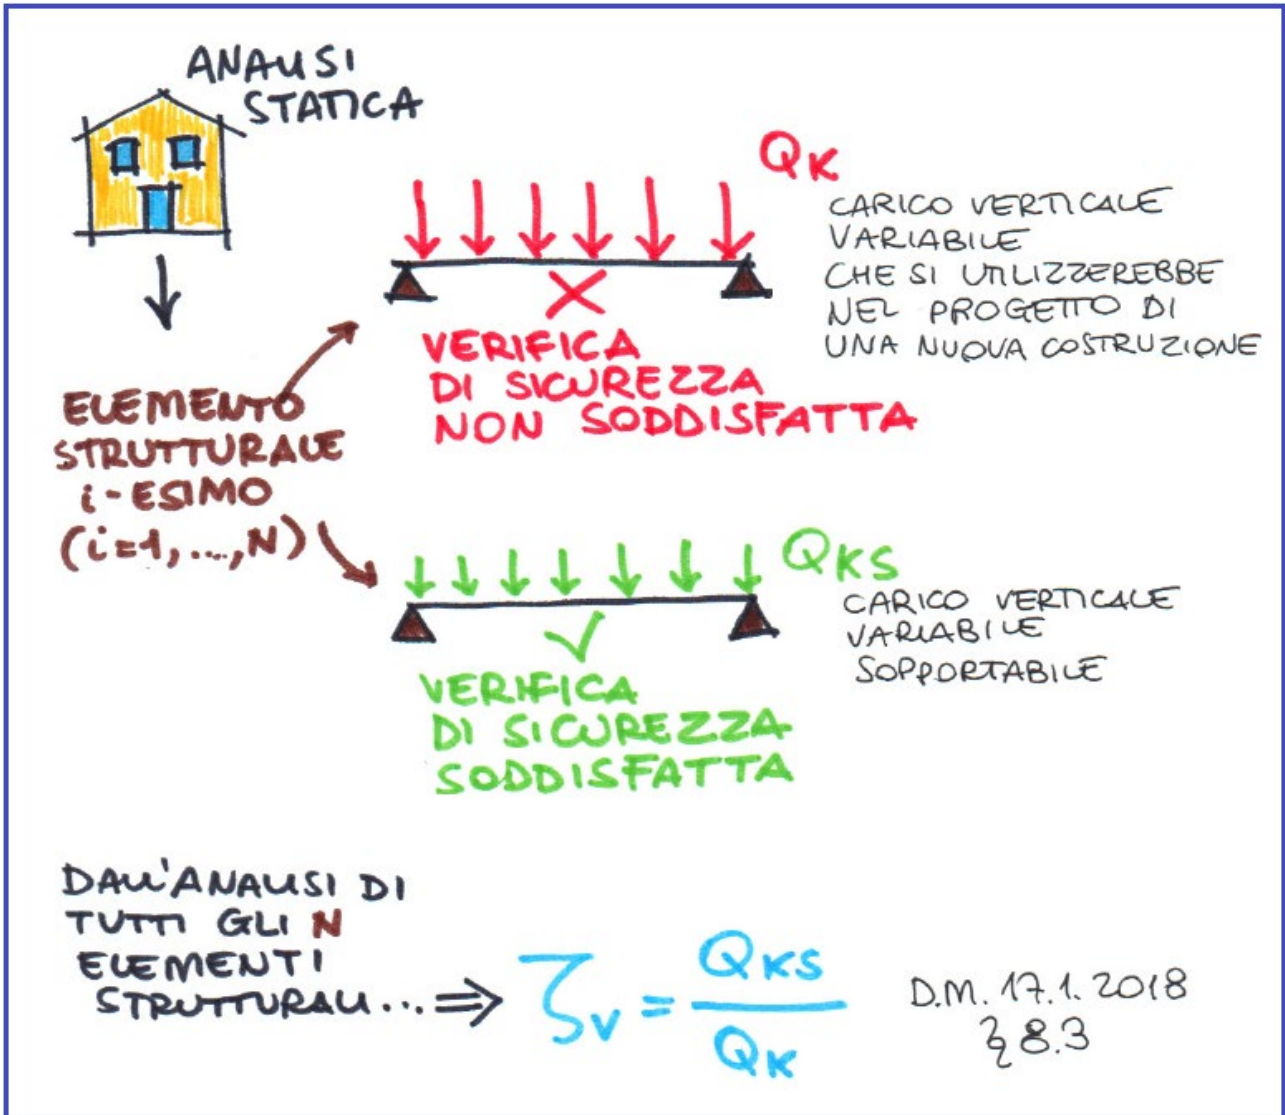 ANALISI
STATICA
QK
CARICO VERTICALE
VARIABILE
CHE SI UTILIZZEREBBE
NEL PROGETTO DI
UNA NUOVA COSTRUZIONE
VERIFICA
DI SICUREZZA
NON SODDISFATTA
ELEMENTO
STRUTTURALE
i-ESIMO
(i=1,...,N)
QKS
CARICO VERTICALE
VARIABILE
SOPPORTABILE
VERIFICA
DI SICUREZZA
SODDISFATTA
DALL'ANALISI DI
TUTTI GLI N
ELEMENTI
STRUTTURALI... ⇒ ζv = QKS / QK
D.M. 17.1.2018
§ 8.3